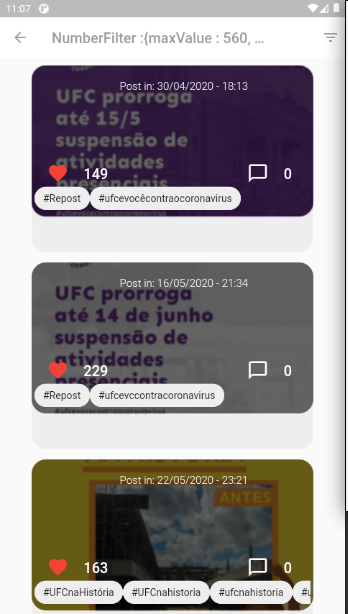 11:07
NumberFilter :{maxValue : 560, ...
Post in: 30/04/2020 - 18:13
UFC prorroga
até 15/5
suspensão de
atividades
presenciais
149 0
#Repost #ufcevocêcontraocoronavirus
#ufcevocêcontraocoronavirus
Post in: 16/05/2020 - 21:34
UFC prorroga
até 14 de junho
suspensão de
atividades
presenciais
229 0
#Repost #ufcevccontracoronavirus
Post in: 22/05/2020 - 23:21
ANTES
163 0
#UFCnaHistória #UFCnahistoria #ufcnahistoria #u